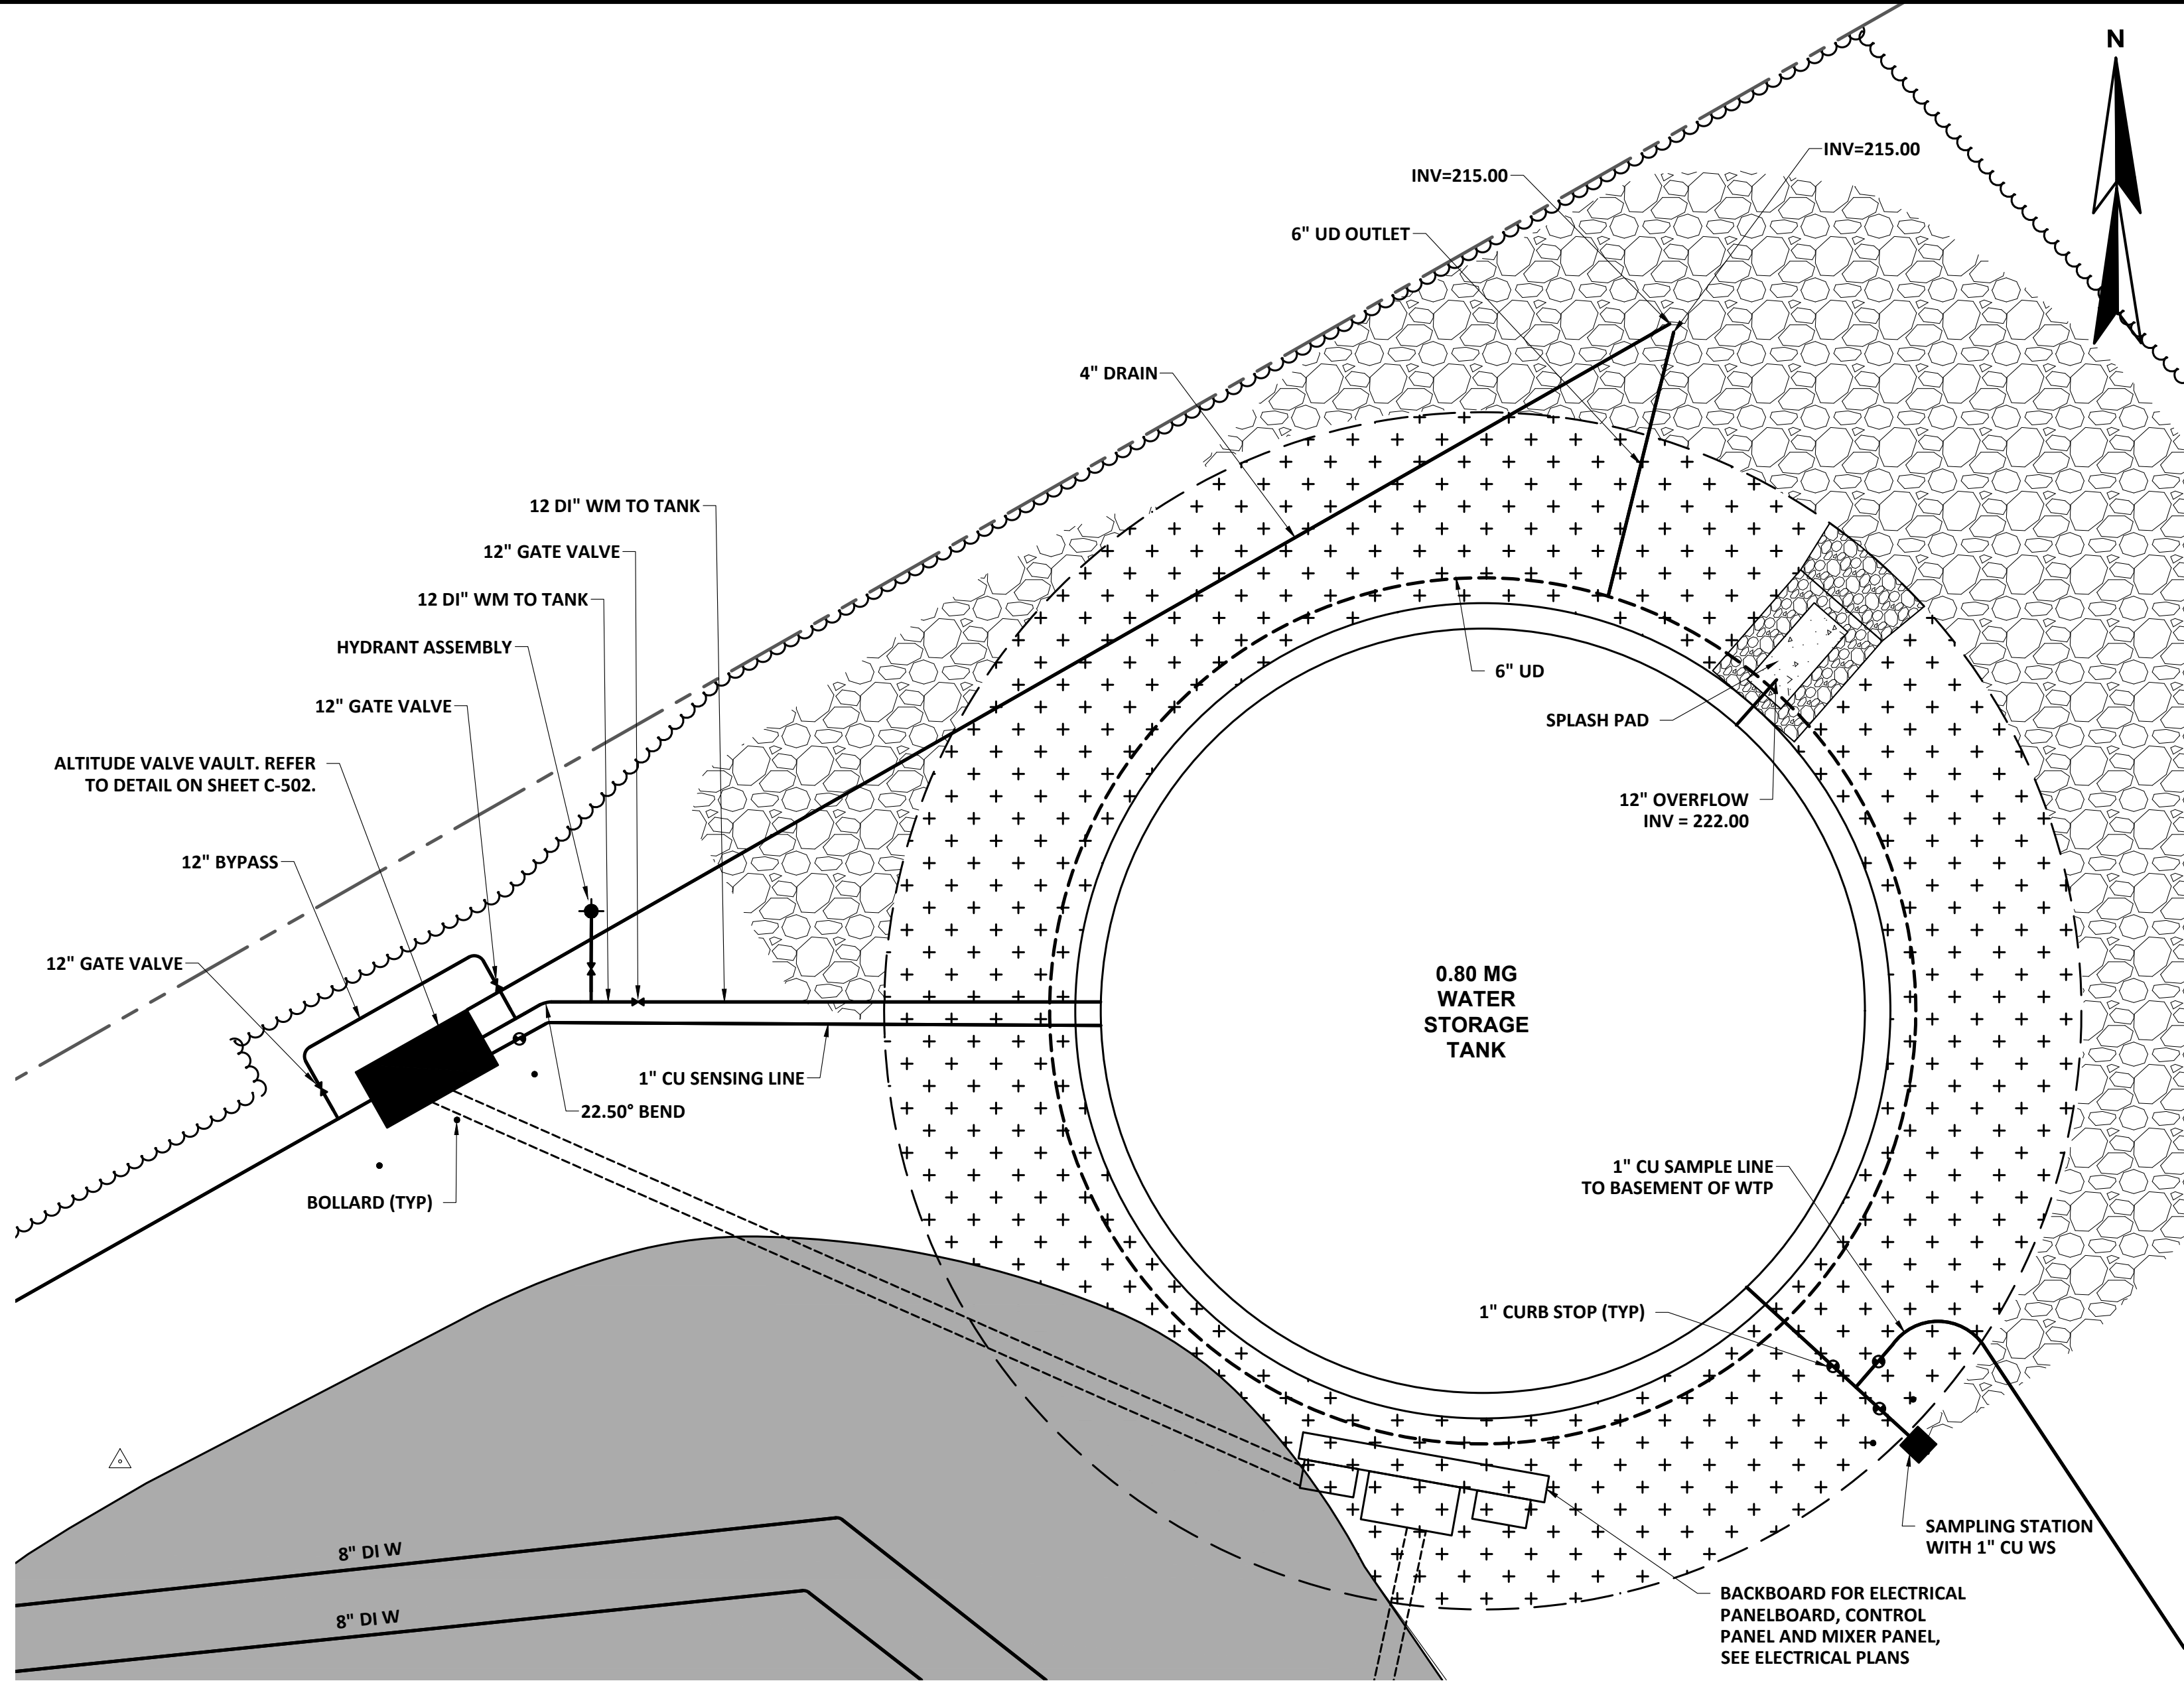 N
INV=215.00
INV=215.00
6" UD OUTLET
4" DRAIN
12 DI" WM TO TANK
12" GATE VALVE
12 DI" WM TO TANK
HYDRANT ASSEMBLY
6" UD
12" GATE VALVE
SPLASH PAD
ALTITUDE VALVE VAULT. REFER
TO DETAIL ON SHEET C-502.
12" OVERFLOW
INV = 222.00
12" BYPASS
12" GATE VALVE
0.80 MG
WATER
STORAGE
TANK
1" CU SENSING LINE
22.50° BEND
1" CU SAMPLE LINE
TO BASEMENT OF WTP
BOLLARD (TYP)
1" CURB STOP (TYP)
SAMPLING STATION
WITH 1" CU WS
8" DI W
8" DI W
BACKBOARD FOR ELECTRICAL
PANELBOARD, CONTROL
PANEL AND MIXER PANEL,
SEE ELECTRICAL PLANS